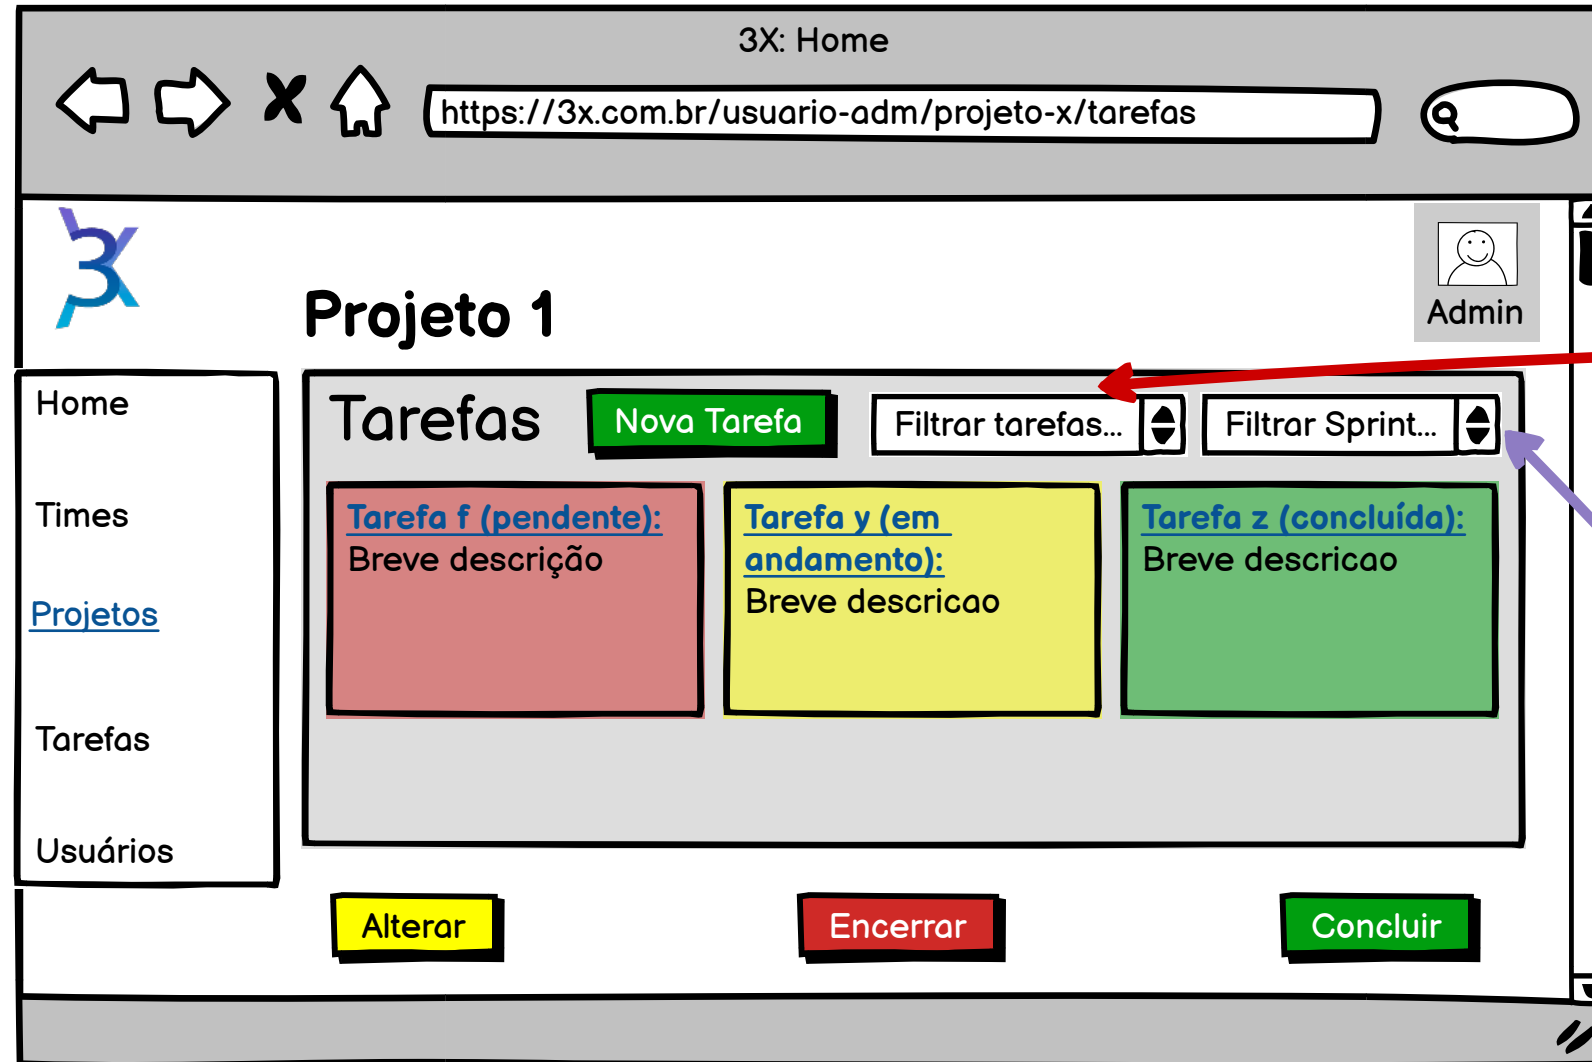 3X: Home
https://3x.com.br/usuario-adm/projeto-x/tarefas
3X
Admin
Projeto 1
Home
Times
Projetos
Tarefas
Usuários
Tarefas
Nova Tarefa
Filtrar tarefas...
Filtrar Sprint...
Tarefa f (pendente):
Breve descrição
Tarefa y (em
andamento):
Breve descricao
Tarefa z (concluída):
Breve descricao
Alterar
Encerrar
Concluir